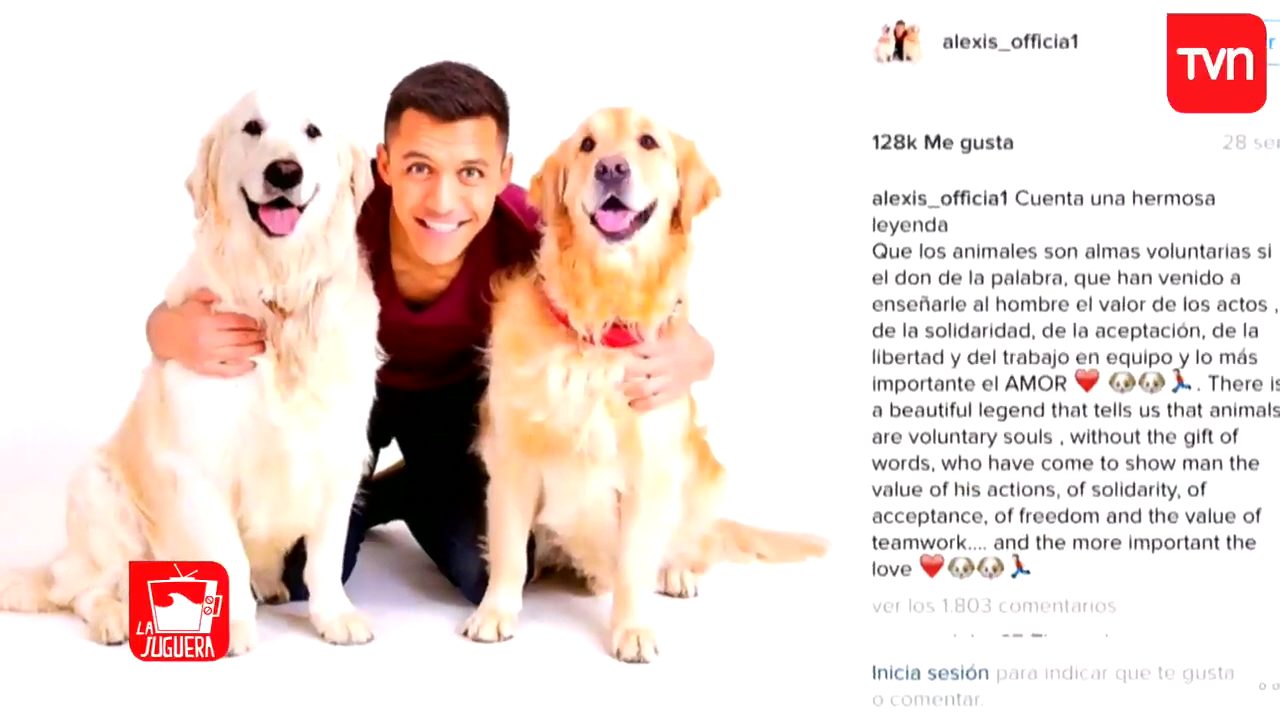 alexis_officia1
TVN
128k Me gusta
alexis_officia1 Cuenta una hermosa
leyenda
Que los animales son almas voluntarias si
el don de la palabra, que han venido a
enseñarle al hombre el valor de los actos ,
de la solidaridad, de la aceptación, de la
libertad y del trabajo en equipo y lo más
importante el AMOR ❤️ 🐶🐶🏃. There is
a beautiful legend that tells us that animals
are voluntary souls , without the gift of
words, who have come to show man the
value of his actions, of solidarity, of
acceptance, of freedom and the value of
teamwork.... and the more important the
love ❤️🐶🐶🏃
ver los 1.803 comentarios
Inicia sesión para indicar que te gusta
o comentar.
LA
JUGUERA